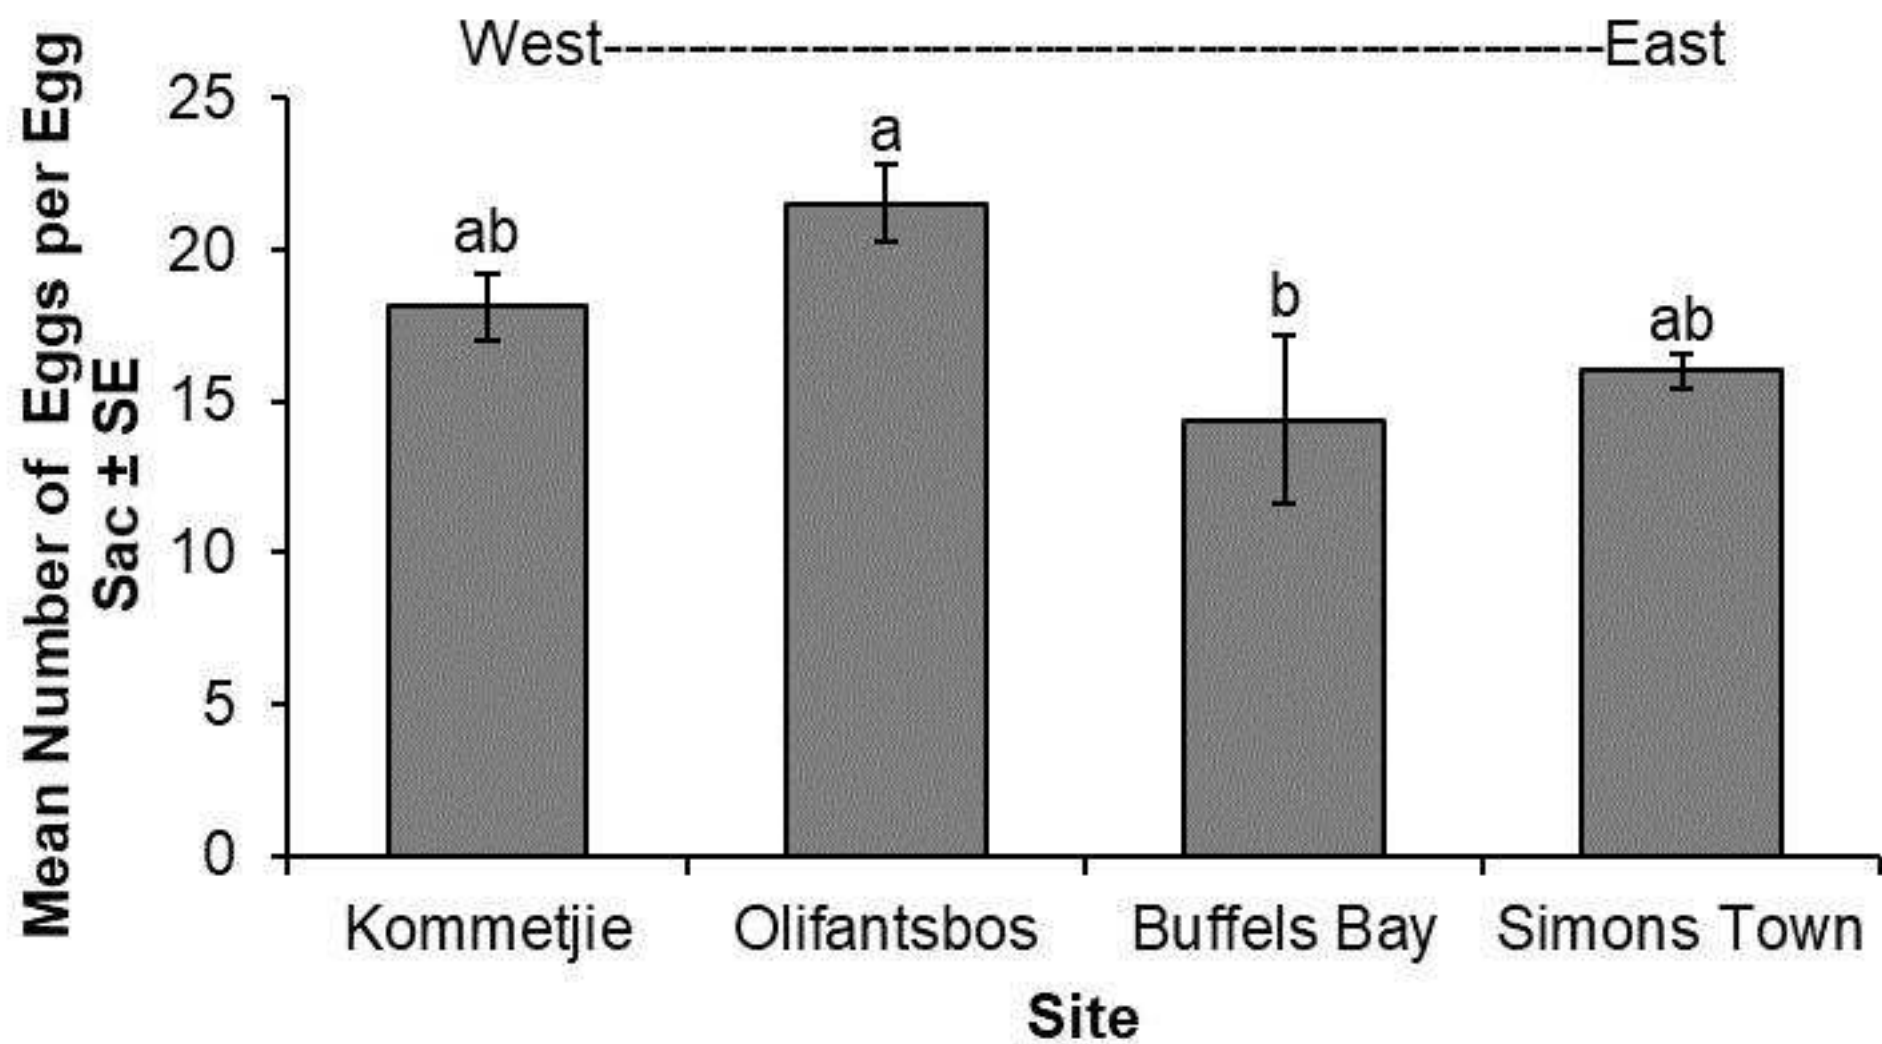 West-------------------------------------------------East
Mean Number of Eggs per Egg
Sac ± SE
25
20
15
10
5
0
ab
a
b
ab
Kommetjie
Olifantsbos
Buffels Bay
Simons Town
Site